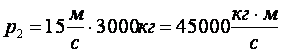 p₂ = 15 м/с · 3000кг = 45000 кг · м/с